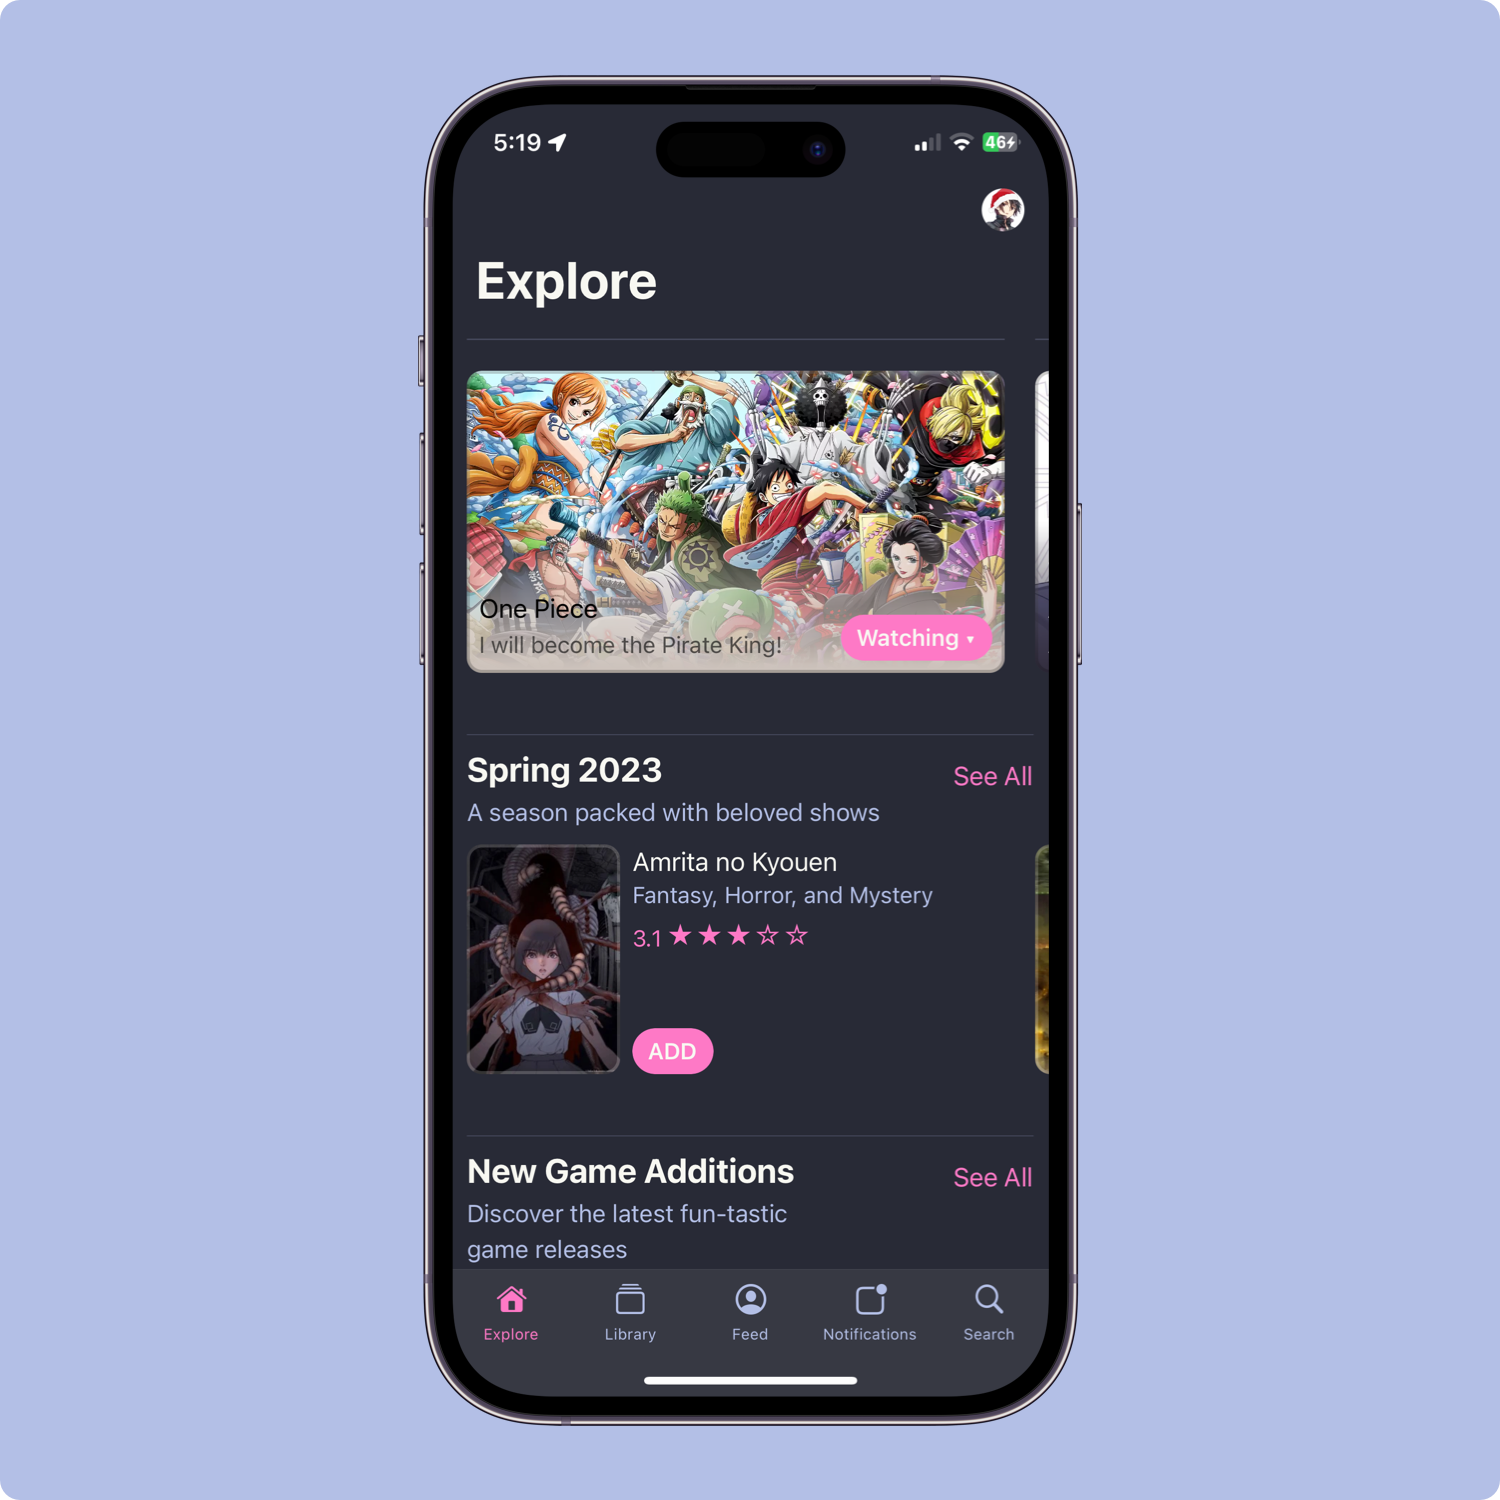 5:19
46
Explore
One Piece
I will become the Pirate King!
Watching
Spring 2023
See All
A season packed with beloved shows
Amrita no Kyouen
Fantasy, Horror, and Mystery
3.1 ★ ★ ★ ☆ ☆
ADD
New Game Additions
See All
Discover the latest fun-tastic
game releases
Explore
Library
Feed
Notifications
Search